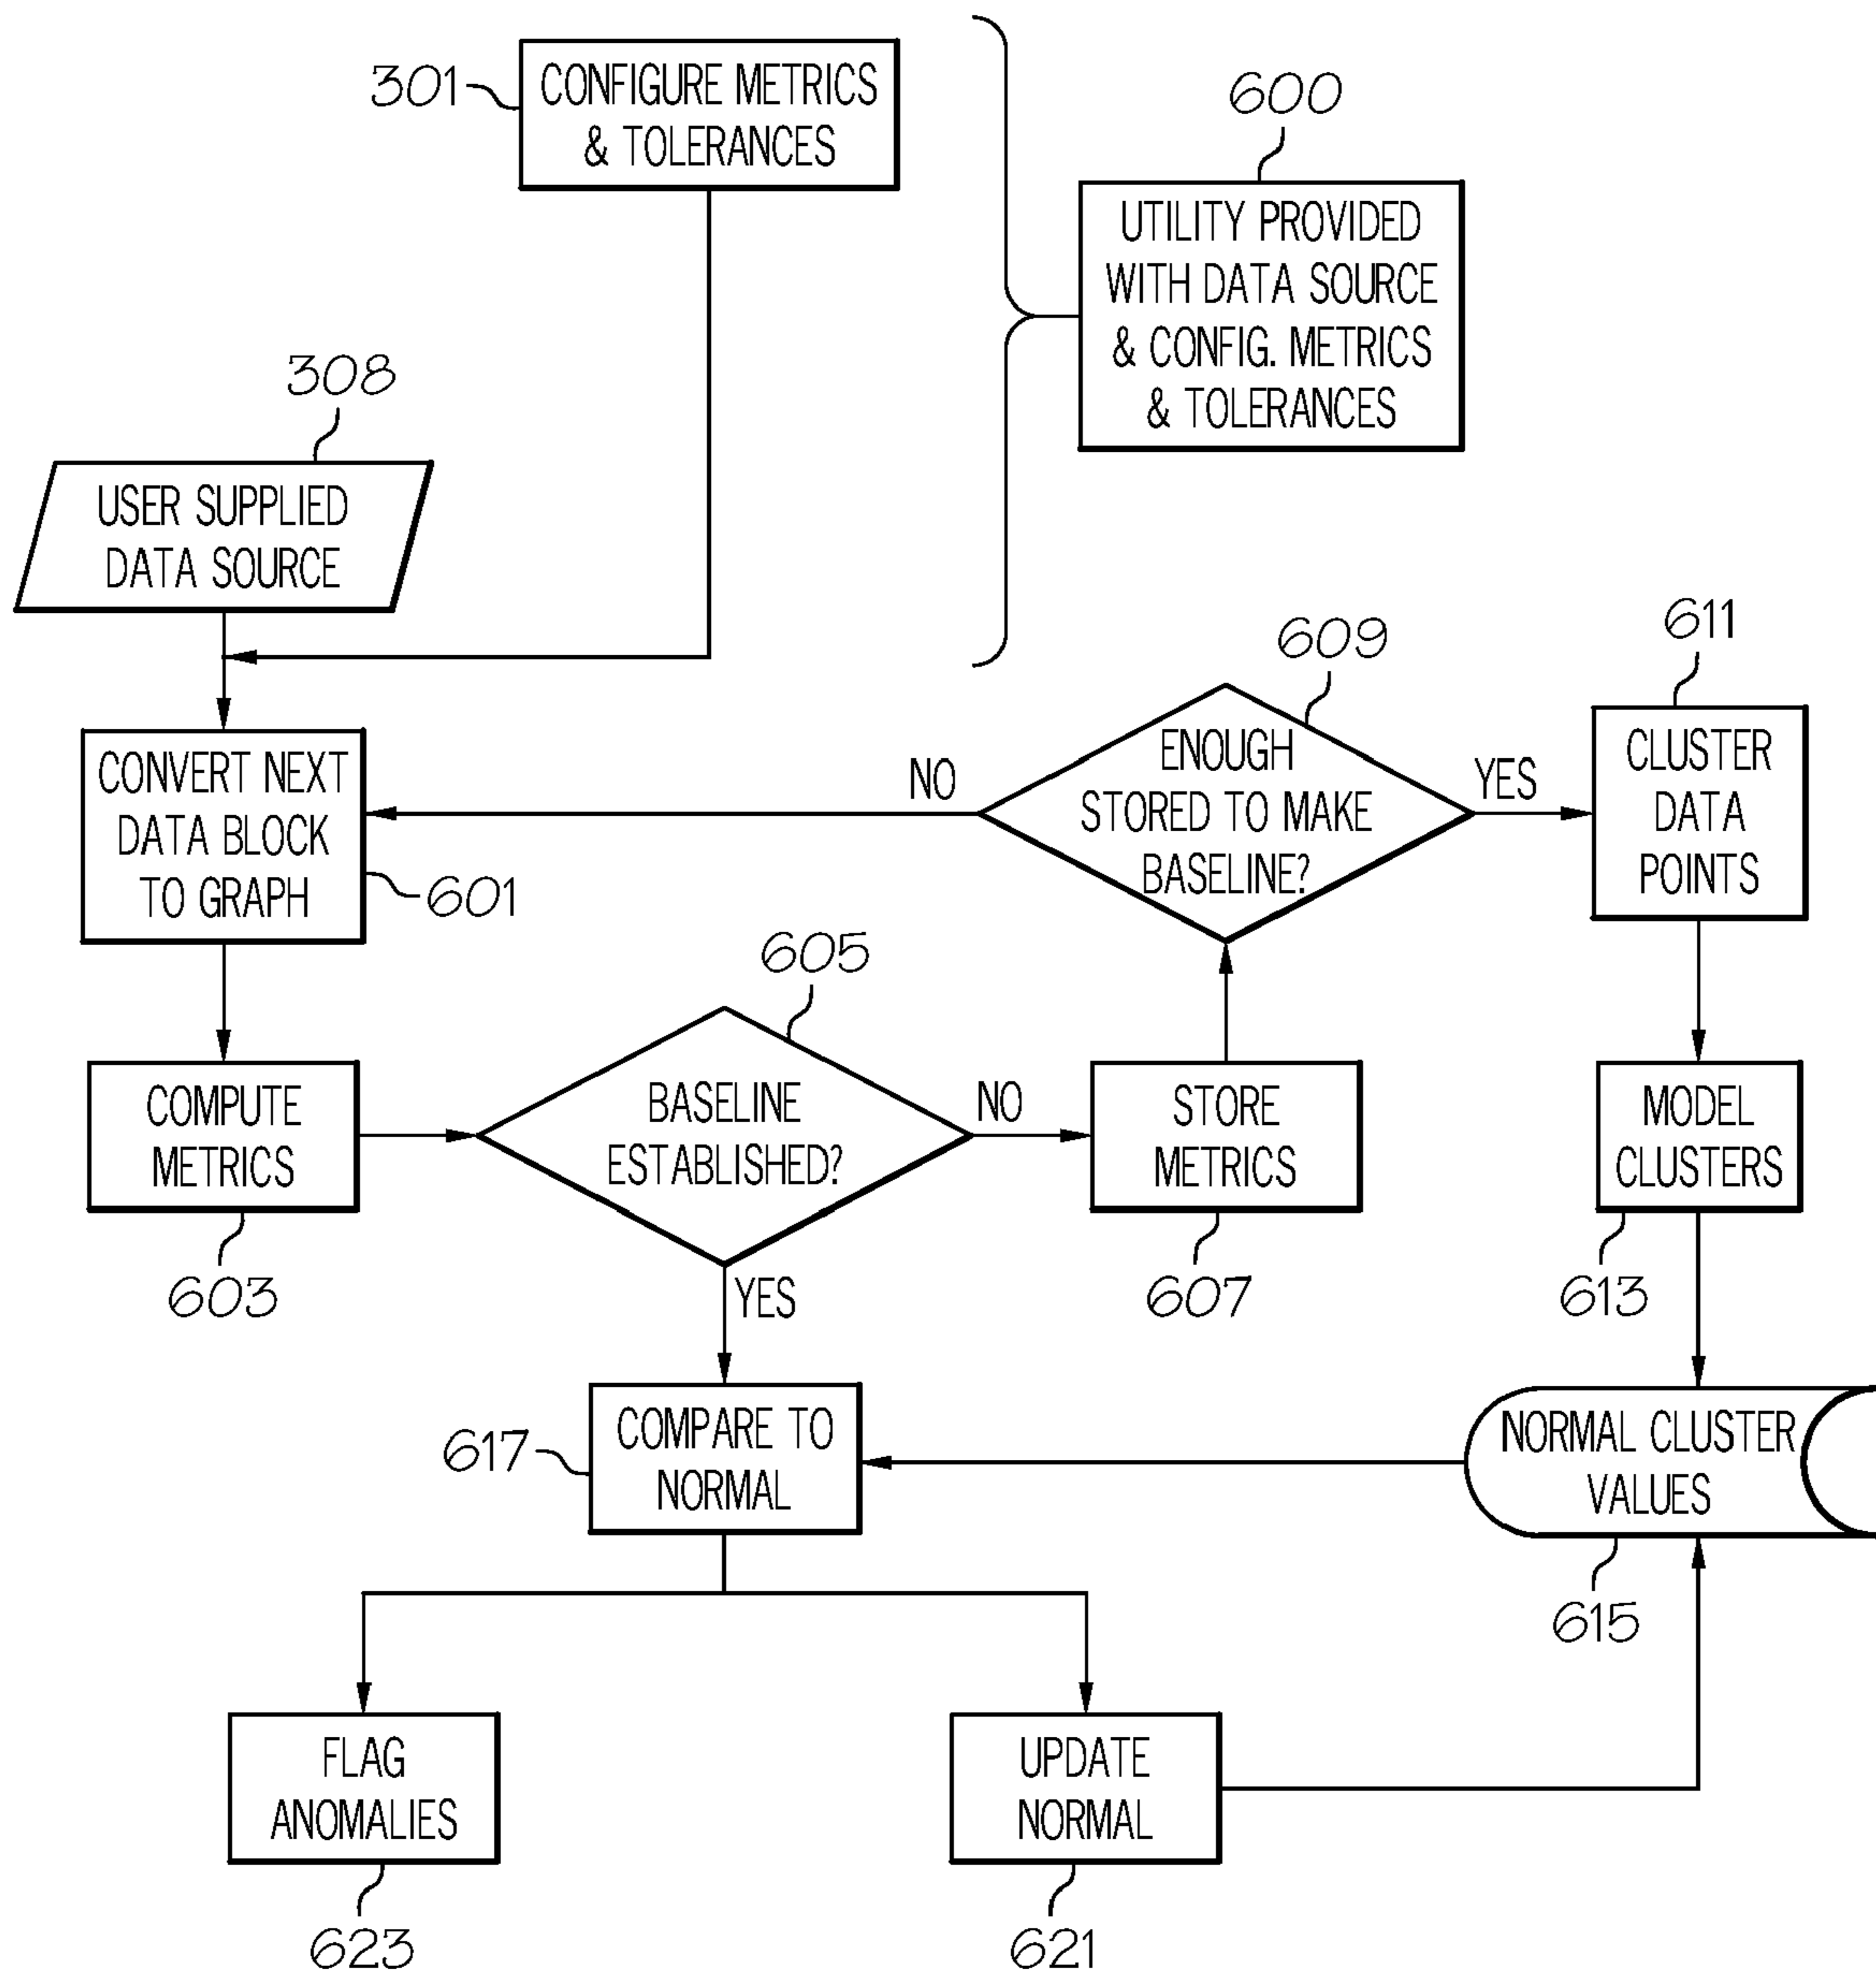 301
CONFIGURE METRICS
& TOLERANCES
600
UTILITY PROVIDED
WITH DATA SOURCE
& CONFIG. METRICS
& TOLERANCES
308
USER SUPPLIED
DATA SOURCE
CONVERT NEXT
DATA BLOCK
TO GRAPH
601
NO
609
ENOUGH
STORED TO MAKE
BASELINE?
YES
611
CLUSTER
DATA
POINTS
COMPUTE
METRICS
603
605
BASELINE
ESTABLISHED?
NO
YES
STORE
METRICS
607
MODEL
CLUSTERS
613
617
COMPARE TO
NORMAL
NORMAL CLUSTER
VALUES
615
FLAG
ANOMALIES
623
UPDATE
NORMAL
621